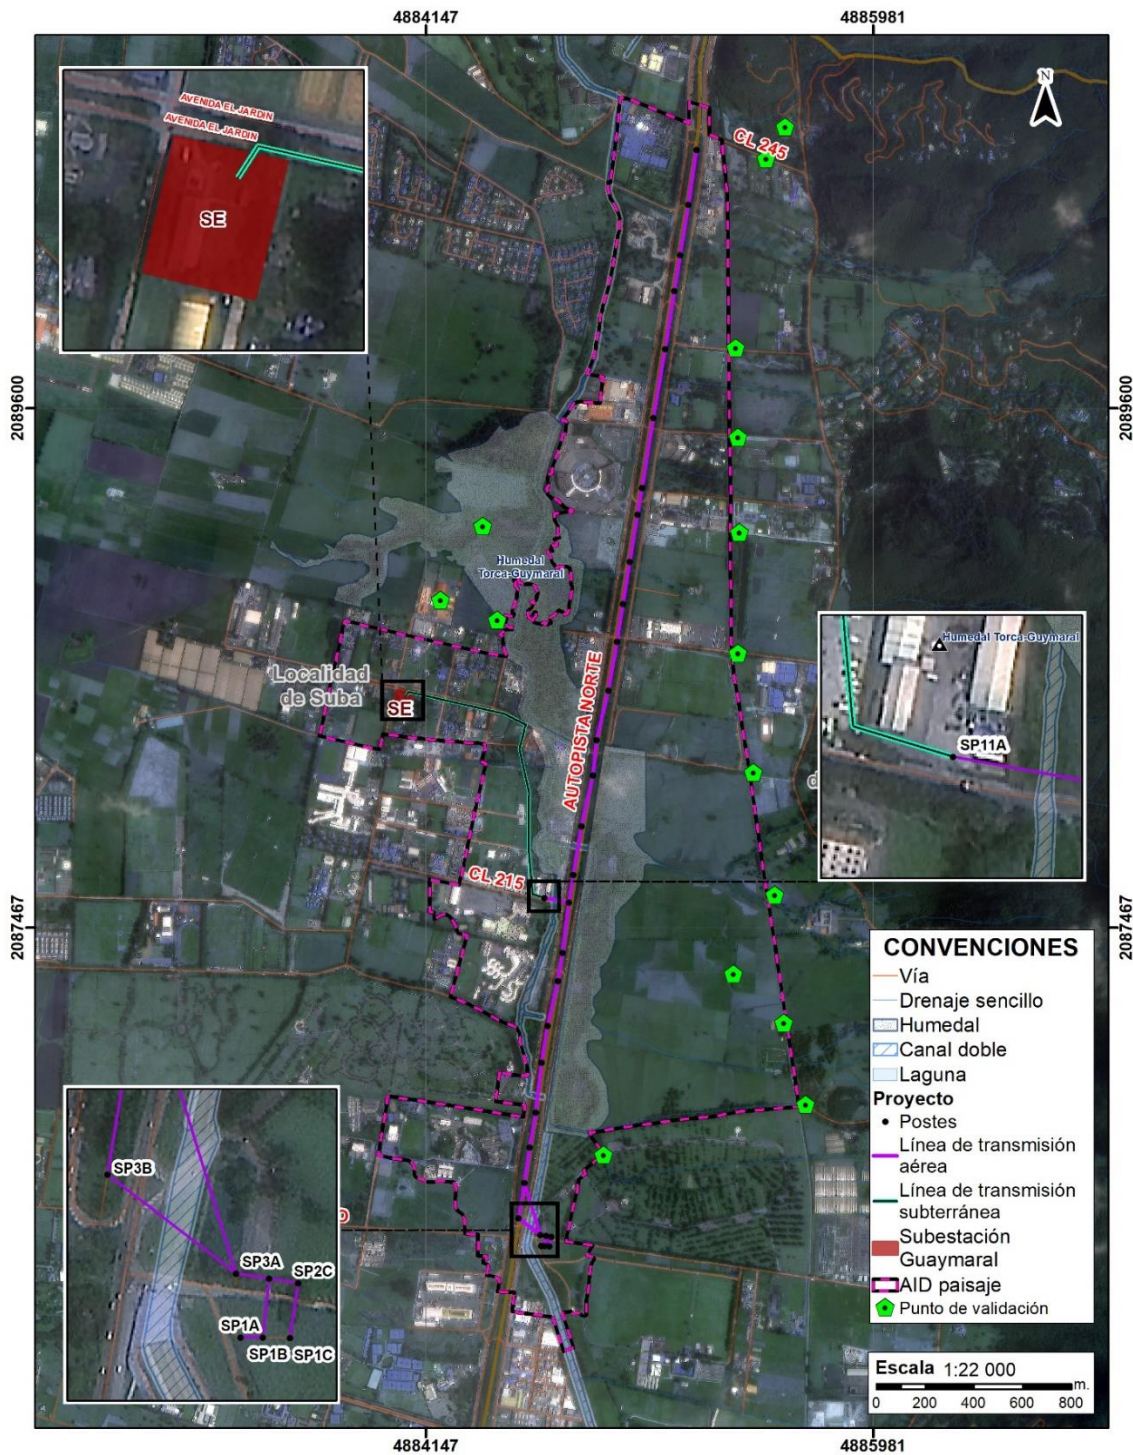 4884147
4885981
N
AVENIDA EL JARDIN
AVENIDA EL JARDIN
SE
CL 245
2089600
2089600
Humedal
Torca-Guymaral
Localidad
de Suba
SE
AUTOPISTA NORTE
Humedal Torca-Guymaral
SP11A
CL 215
2087467
2087467
CONVENCIONES
Vía
Drenaje sencillo
Humedal
Canal doble
Laguna
Proyecto
Postes
Línea de transmisión
aérea
Línea de transmisión
subterránea
Subestación
Guaymaral
AID paisaje
Punto de validación
SP3B
SP3A
SP2C
SP1A
SP1B
SP1C
Escala 1:22 000
0 200 400 600 800 m.
4884147
4885981